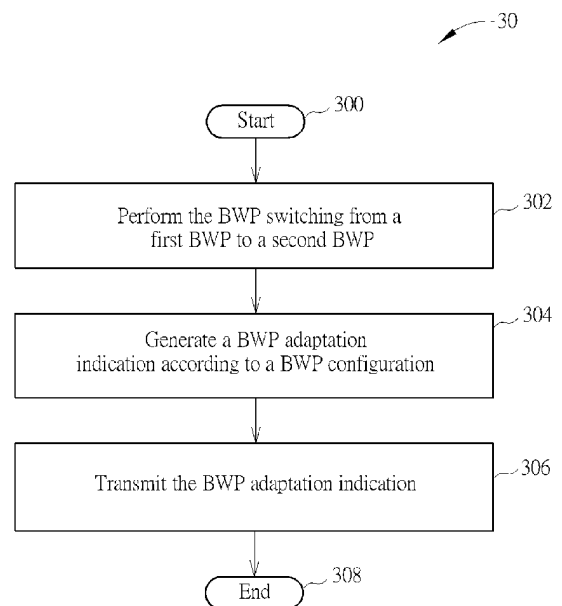 30
Start
300
Perform the BWP switching from a
first BWP to a second BWP
302
Generate a BWP adaptation
indication according to a BWP configuration
304
Transmit the BWP adaptation indication
306
End
308